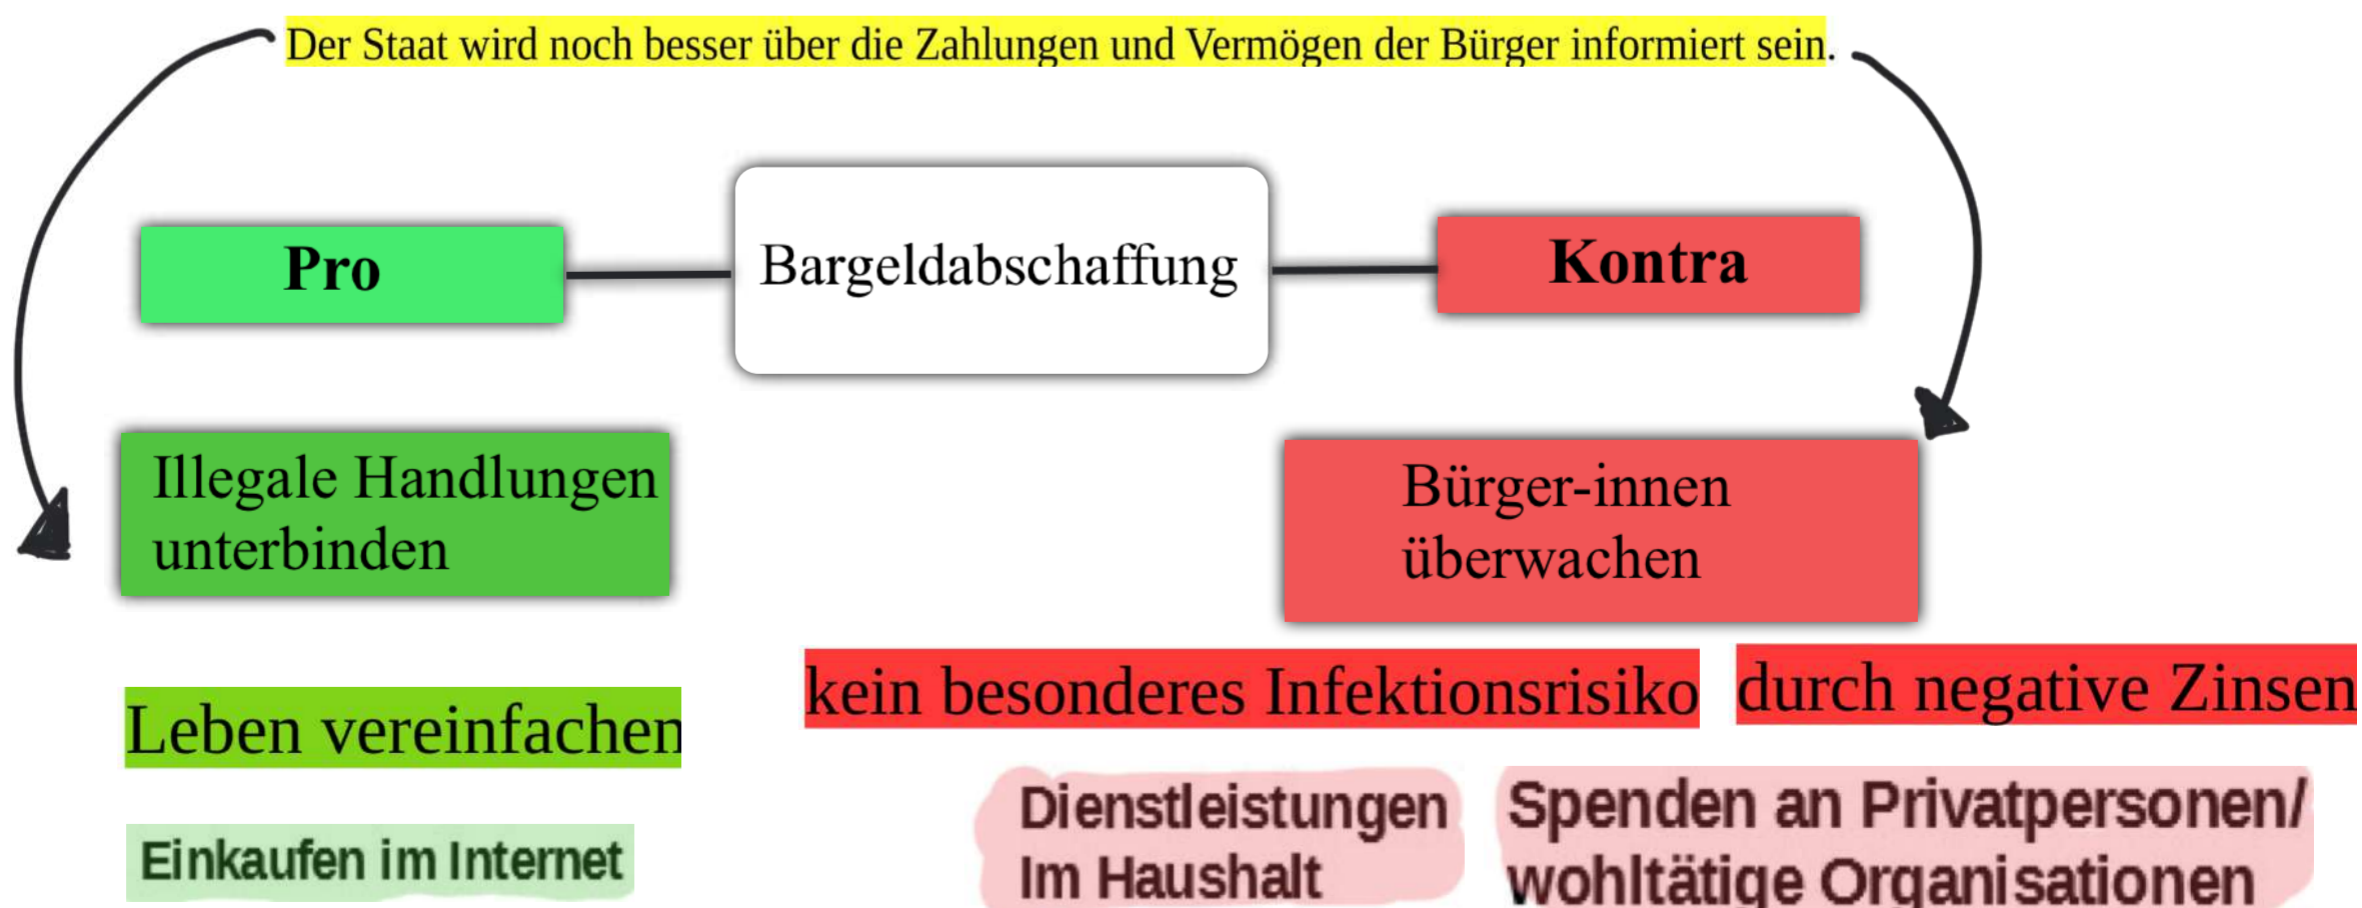 Der Staat wird noch besser über die Zahlungen und Vermögen der Bürger informiert sein.
Pro
Bargeldabschaffung
Kontra
Illegale Handlungen
unterbinden
Bürger-innen
überwachen
Leben vereinfachen
kein besonderes Infektionsrisiko
durch negative Zinsen
Einkaufen im Internet
Dienstleistungen
Im Haushalt
Spenden an Privatpersonen/
wohltätige Organisationen